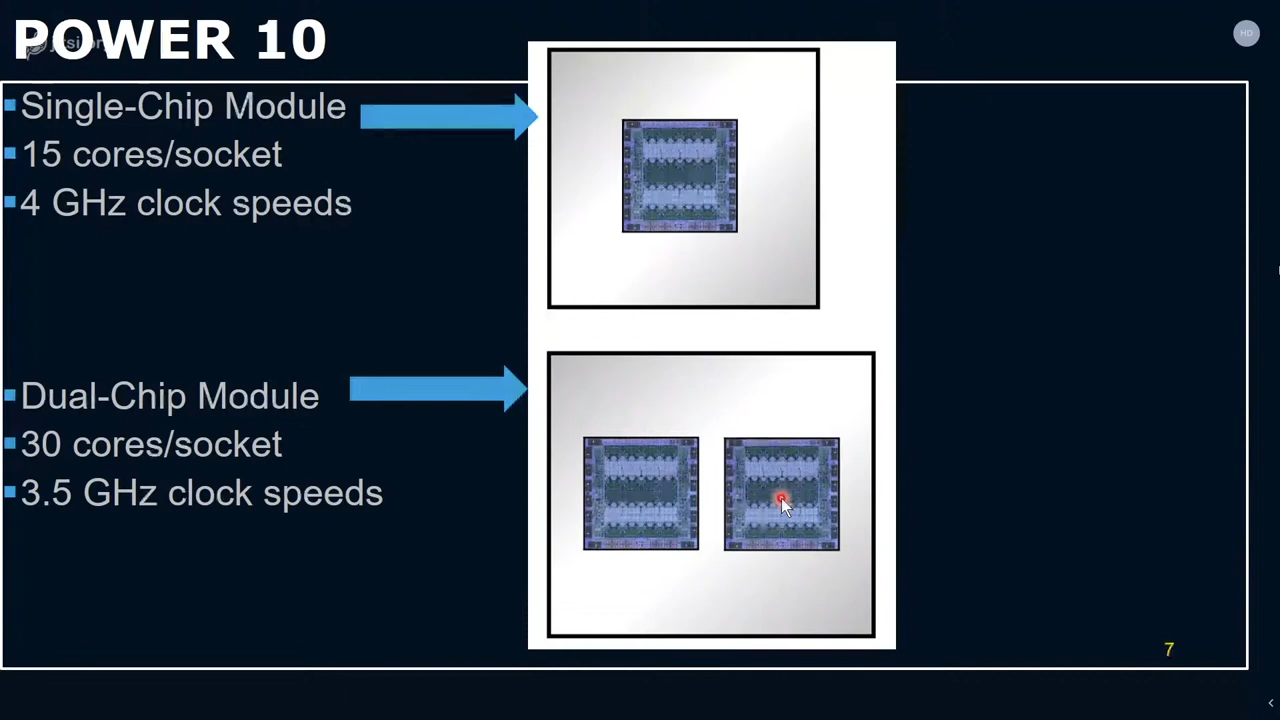 POWER 10
Single-Chip Module
15 cores/socket
4 GHz clock speeds
Dual-Chip Module
30 cores/socket
3.5 GHz clock speeds
HD
7